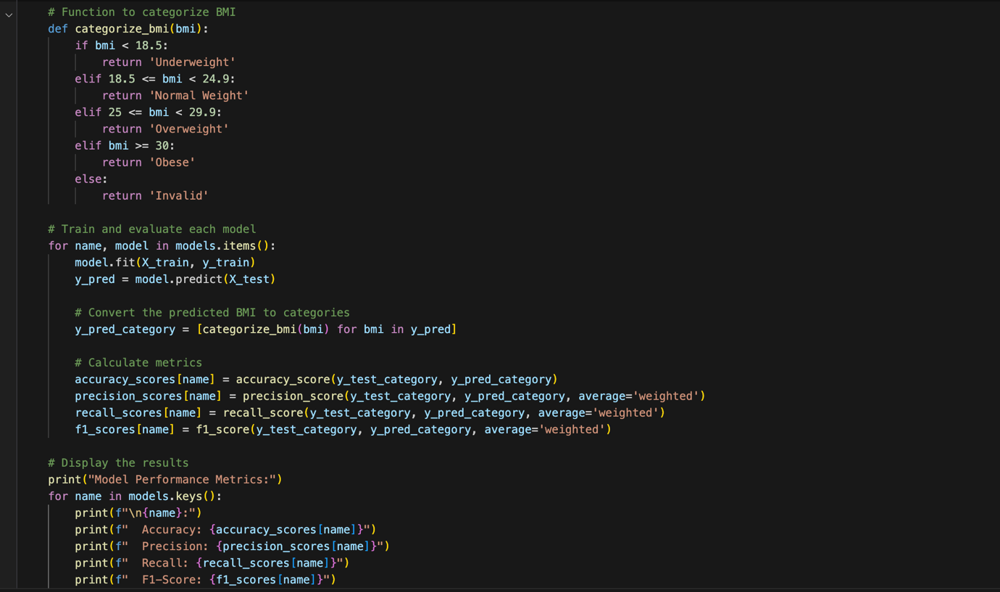 # Function to categorize BMI
def categorize_bmi(bmi):
    if bmi < 18.5:
        return 'Underweight'
    elif 18.5 <= bmi < 24.9:
        return 'Normal Weight'
    elif 25 <= bmi < 29.9:
        return 'Overweight'
    elif bmi >= 30:
        return 'Obese'
    else:
        return 'Invalid'

# Train and evaluate each model
for name, model in models.items():
    model.fit(X_train, y_train)
    y_pred = model.predict(X_test)

    # Convert the predicted BMI to categories
    y_pred_category = [categorize_bmi(bmi) for bmi in y_pred]

    # Calculate metrics
    accuracy_scores[name] = accuracy_score(y_test_category, y_pred_category)
    precision_scores[name] = precision_score(y_test_category, y_pred_category, average='weighted')
    recall_scores[name] = recall_score(y_test_category, y_pred_category, average='weighted')
    f1_scores[name] = f1_score(y_test_category, y_pred_category, average='weighted')

# Display the results
print("Model Performance Metrics:")
for name in models.keys():
    print(f"\n{name}:")
    print(f"  Accuracy: {accuracy_scores[name]}")
    print(f"  Precision: {precision_scores[name]}")
    print(f"  Recall: {recall_scores[name]}")
    print(f"  F1-Score: {f1_scores[name]}")